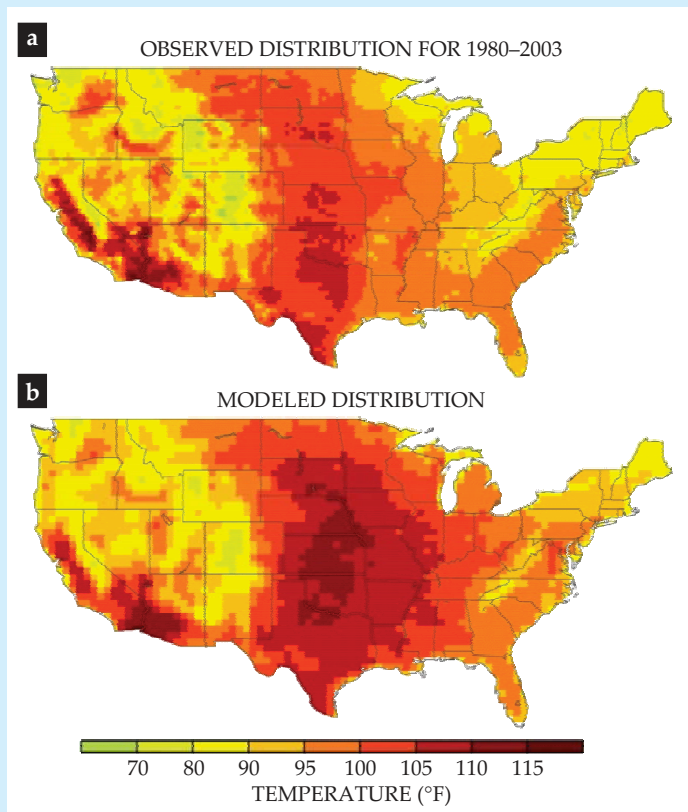 a
OBSERVED DISTRIBUTION FOR 1980–2003
b
MODELED DISTRIBUTION
70 80 90 95 100 105 110 115
TEMPERATURE (°F)